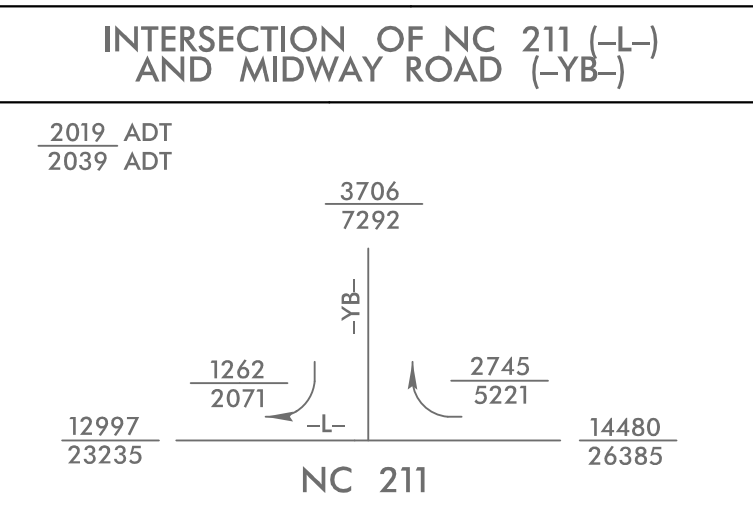 INTERSECTION OF NC 211 (–L–)
AND MIDWAY ROAD (–YB–)
2019 ADT
2039 ADT
3706
7292
–YB–
1262
2071
2745
5221
–L–
12997
23235
14480
26385
NC 211